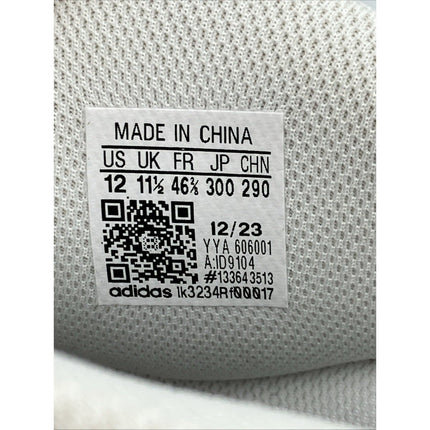 MADE IN CHINA
US UK FR JP CHN
12 11½ 46⅔ 300 290
12/23
YYA 606001
A:ID9104
#133643513
adidas lk3234Rf00017